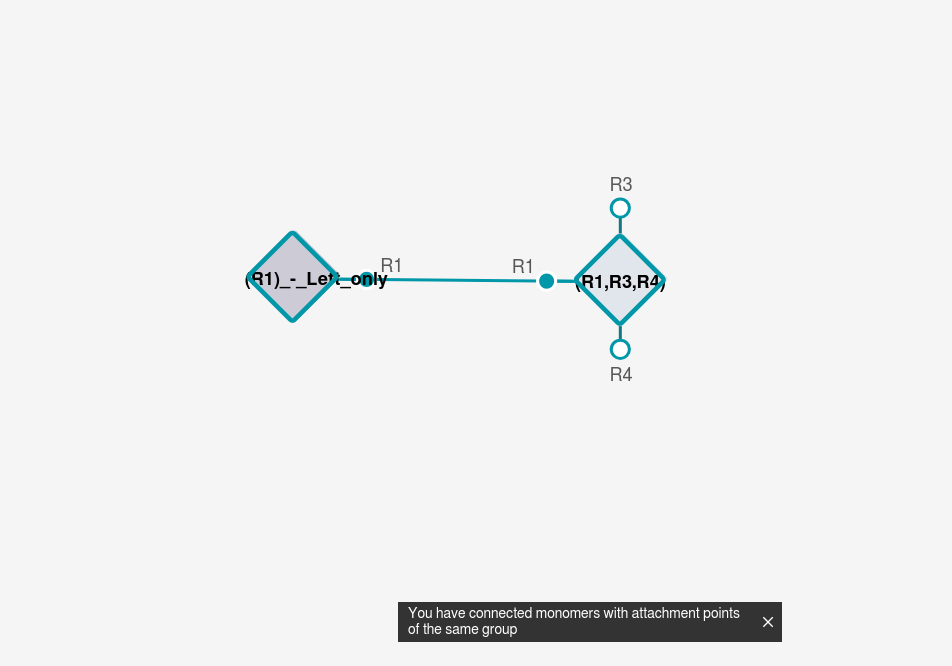 R3
(R1)_-_Left_only
R1
R1
(R1,R3,R4)
R4
You have connected monomers with attachment points
of the same group